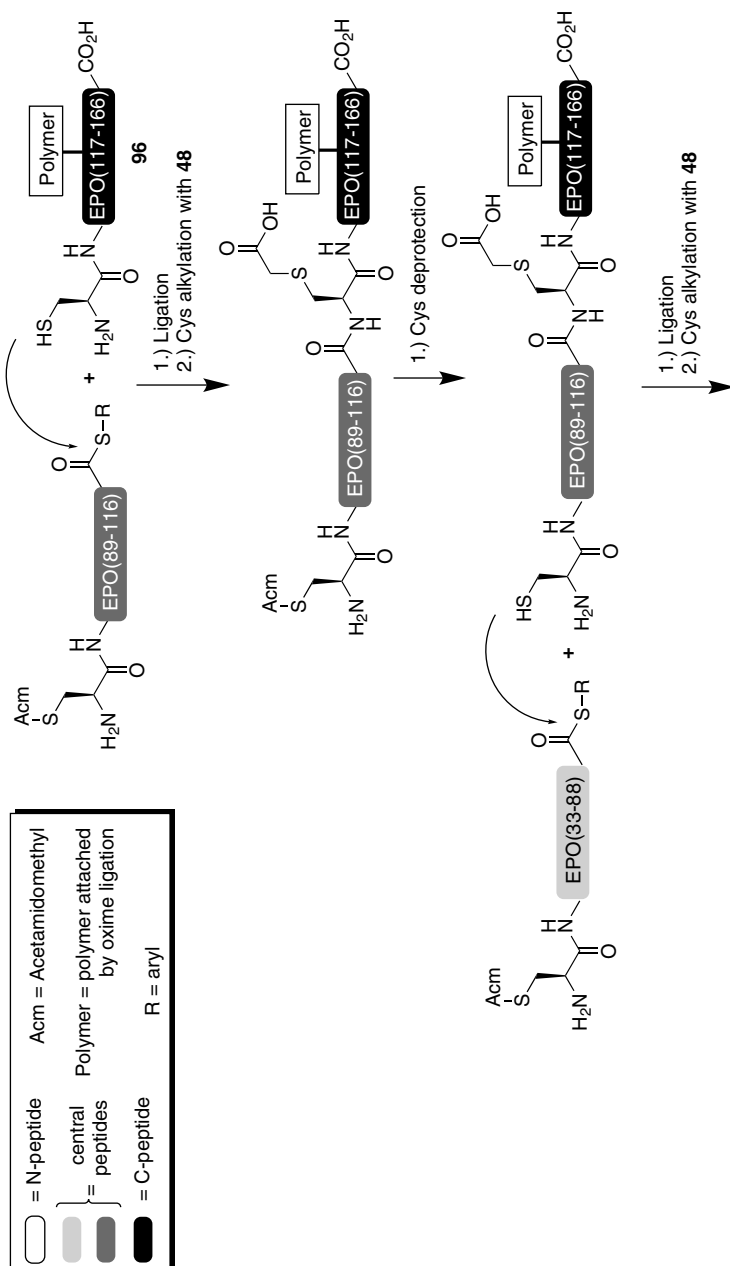 = N-peptide Acm = Acetamidomethyl
= central Polymer = polymer attached
peptides by oxime ligation
= C-peptide R = aryl
Acm
S
H2N
O
H
N
EPO(89-116)
O
S-R
+
HS
H2N
O
H
N
Polymer
EPO(117-166)
CO2H
96
1.) Ligation
2.) Cys alkylation with 48
Acm
S
H2N
O
H
N
EPO(89-116)
O
N
H
S
O
OH
O
H
N
Polymer
EPO(117-166)
CO2H
1.) Cys deprotection
Acm
S
H2N
O
H
N
EPO(33-88)
O
S-R
+
HS
H2N
O
H
N
EPO(89-116)
O
N
H
S
O
OH
O
H
N
Polymer
EPO(117-166)
CO2H
1.) Ligation
2.) Cys alkylation with 48